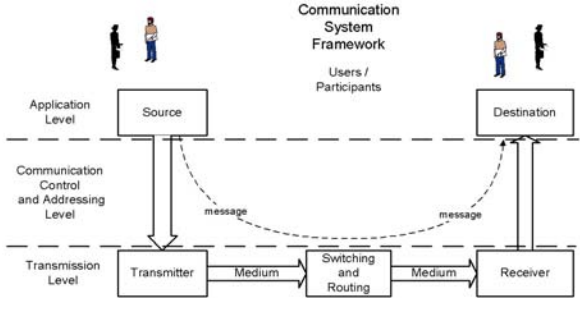 Communication
System
Framework
Users /
Participants
Application
Level
Source
Destination
Communication
Control
and Addressing
Level
message
message
Transmission
Level
Transmitter
Medium
Switching
and
Routing
Medium
Receiver